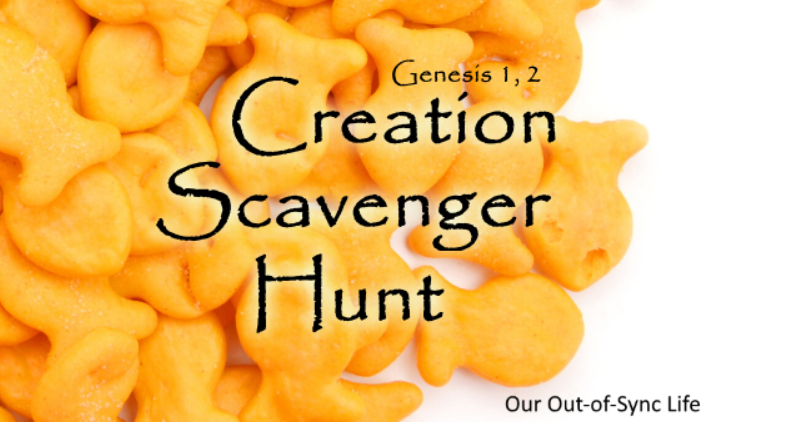 Genesis 1, 2
Creation
Scavenger
Hunt
Our Out-of-Sync Life